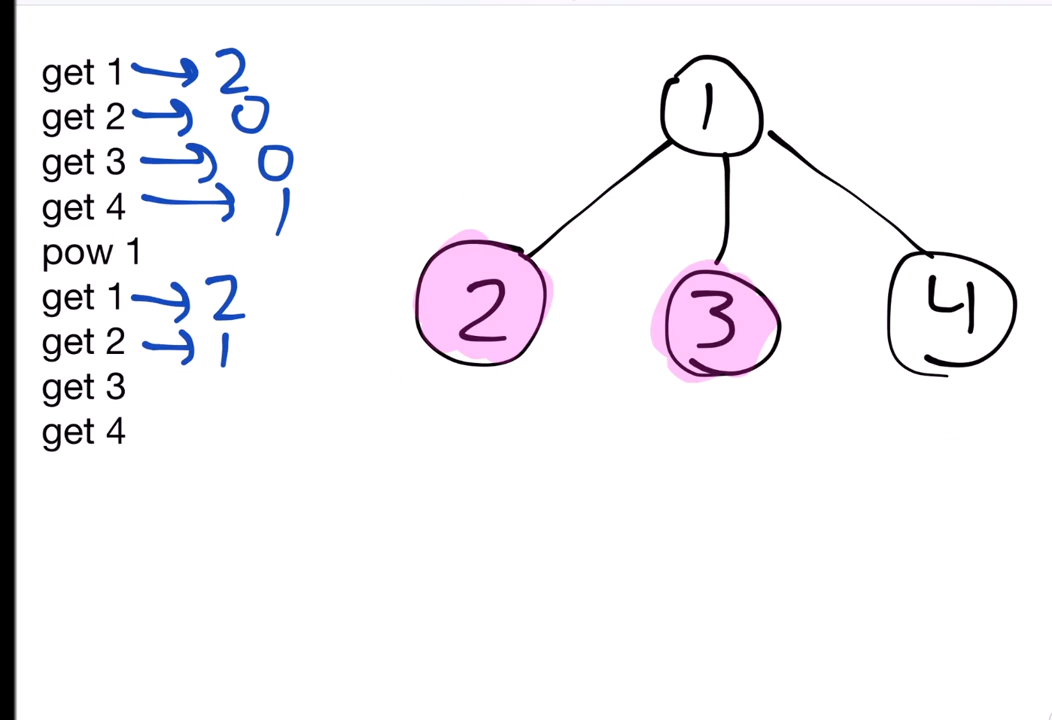 get 1 → 2
get 2 → 0
get 3 → 0
get 4 → 1
pow 1
get 1 → 2
get 2 → 1
get 3
get 4
1
2 3 4